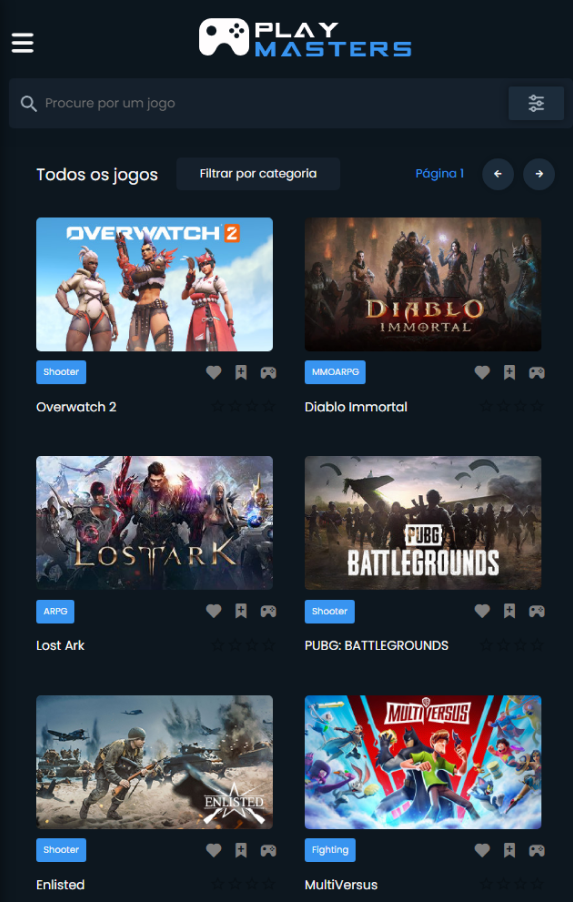 PLAY
MASTERS
Procure por um jogo
Todos os jogos
Filtrar por categoria
Página 1
OVERWATCH 2
DIABLO
IMMORTAL
Shooter
MMOARPG
Overwatch 2
Diablo Immortal
LOST ARK
PUBG
BATTLEGROUNDS
ARPG
Shooter
Lost Ark
PUBG: BATTLEGROUNDS
ENLISTED
MULTIVERSUS
Shooter
Fighting
Enlisted
MultiVersus